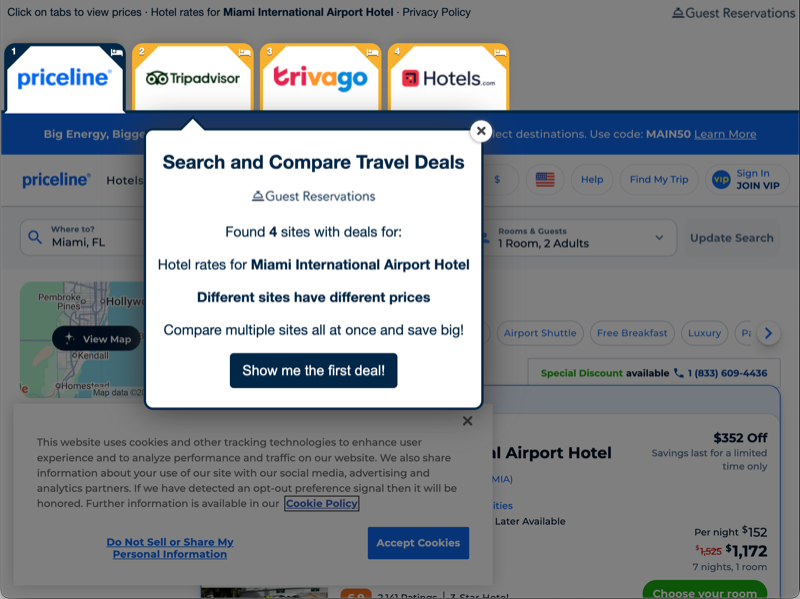 Click on tabs to view prices · Hotel rates for Miami International Airport Hotel · Privacy Policy
Guest Reservations
1
2
3
4
priceline®
Tripadvisor
trivago
Hotels.com
Big Energy, Bigge
lect destinations. Use code: MAIN50 Learn More
priceline®
Hotels
$
Help
Find My Trip
VIP
Sign In
JOIN VIP
Where to?
Miami, FL
Rooms & Guests
1 Room, 2 Adults
Update Search
Search and Compare Travel Deals
Guest Reservations
Found 4 sites with deals for:
Hotel rates for Miami International Airport Hotel
Different sites have different prices
Compare multiple sites all at once and save big!
Show me the first deal!
Pembroke
Pines
Hollyw
View Map
Kendall
Homestead
Map data ©20
Airport Shuttle
Free Breakfast
Luxury
Special Discount available 1 (833) 609-4436
This website uses cookies and other tracking technologies to enhance user
experience and to analyze performance and traffic on our website. We also share
information about your use of our site with our social media, advertising and
analytics partners. If we have detected an opt-out preference signal then it will be
honored. Further information is available in our Cookie Policy
Do Not Sell or Share My
Personal Information
Accept Cookies
al Airport Hotel
MIA)
ities
Later Available
$352 Off
Savings last for a limited
time only
Per night $152
$1,525 $1,172
7 nights, 1 room
Choose your room
6.9 2,141 Ratings | 3-Star Hotel